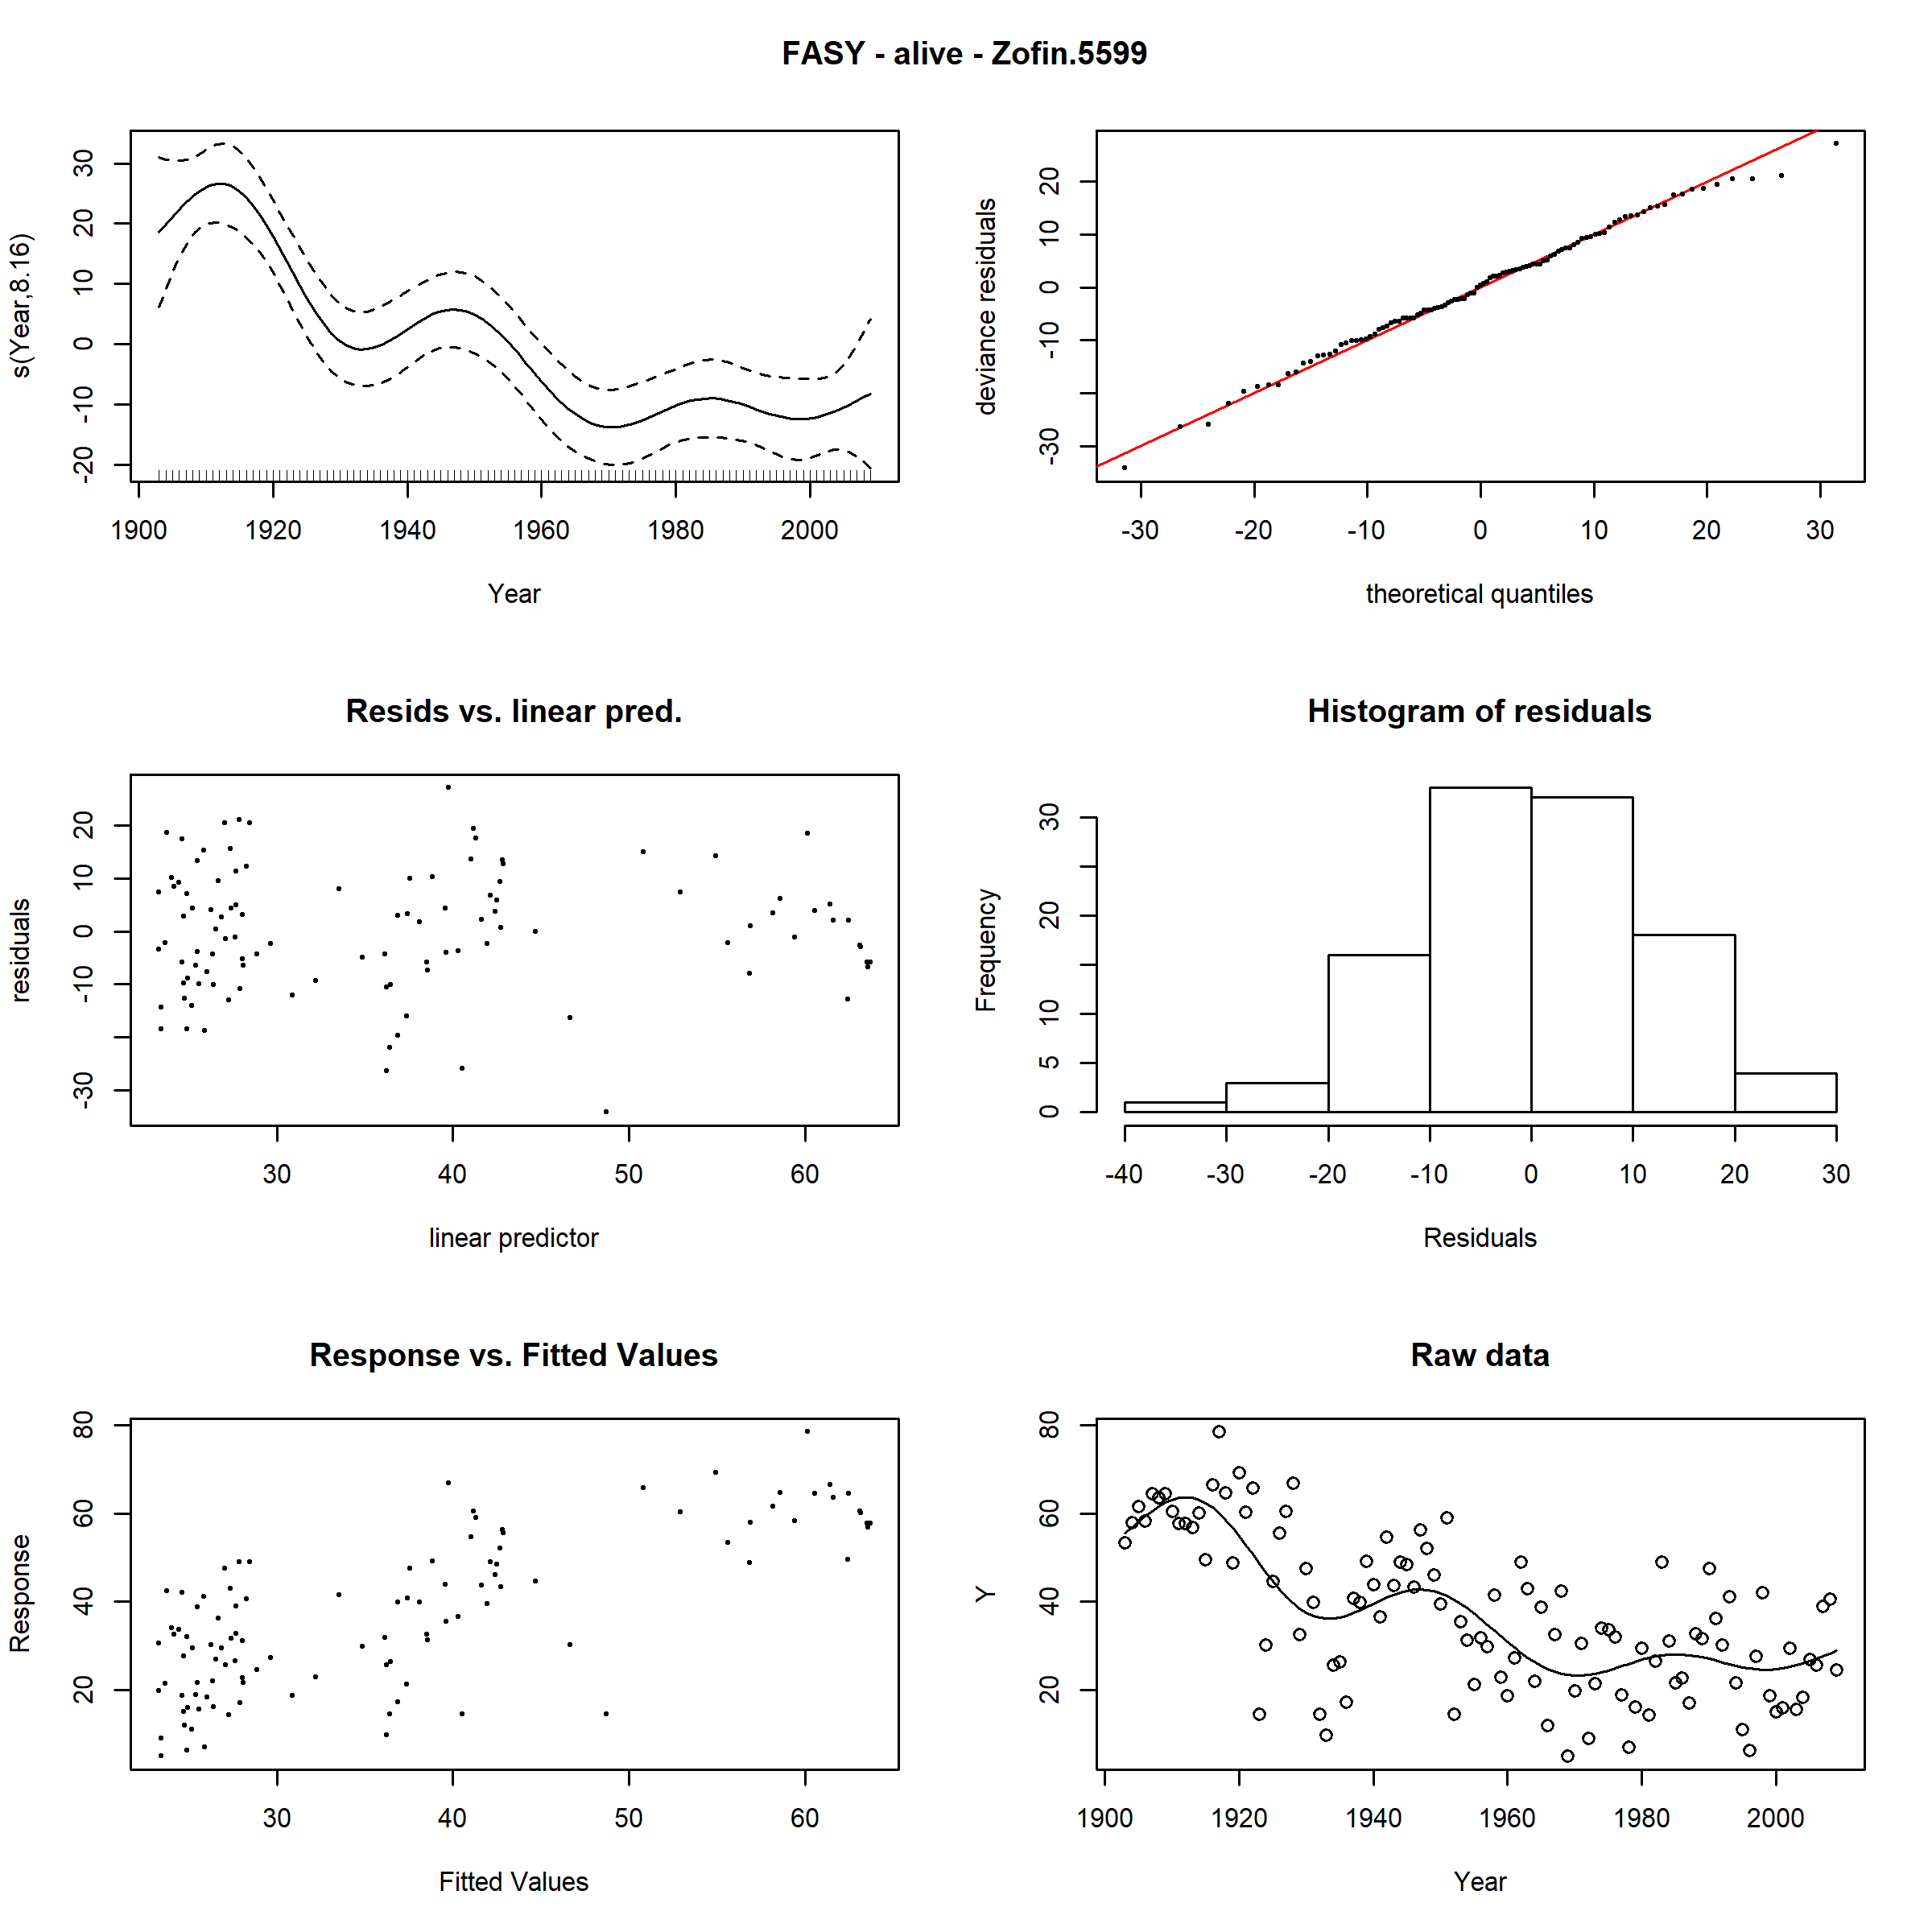 FASY - alive - Zofin.5599
s(Year,8.16)
30
20
10
0
-10
-20
1900 1920 1940 1960 1980 2000
Year
deviance residuals
20
10
0
-10
-30
-30 -20 -10 0 10 20 30
theoretical quantiles
Resids vs. linear pred.
residuals
20
10
0
-10
-30
30 40 50 60
linear predictor
Histogram of residuals
Frequency
30
20
10
5
0
-40 -30 -20 -10 0 10 20 30
Residuals
Response vs. Fitted Values
Response
80
60
40
20
30 40 50 60
Fitted Values
Raw data
Y
80
60
40
20
1900 1920 1940 1960 1980 2000
Year